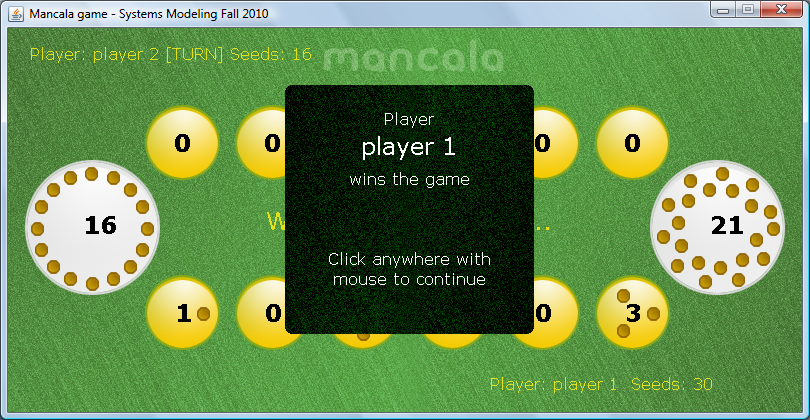 Mancala game - Systems Modeling Fall 2010
Player: player 2 [TURN] Seeds: 16
mancala
0 0 0 0
Player
player 1
wins the game
16
21
W
..
Click anywhere with
mouse to continue
1 0 0 3
Player: player 1 Seeds: 30